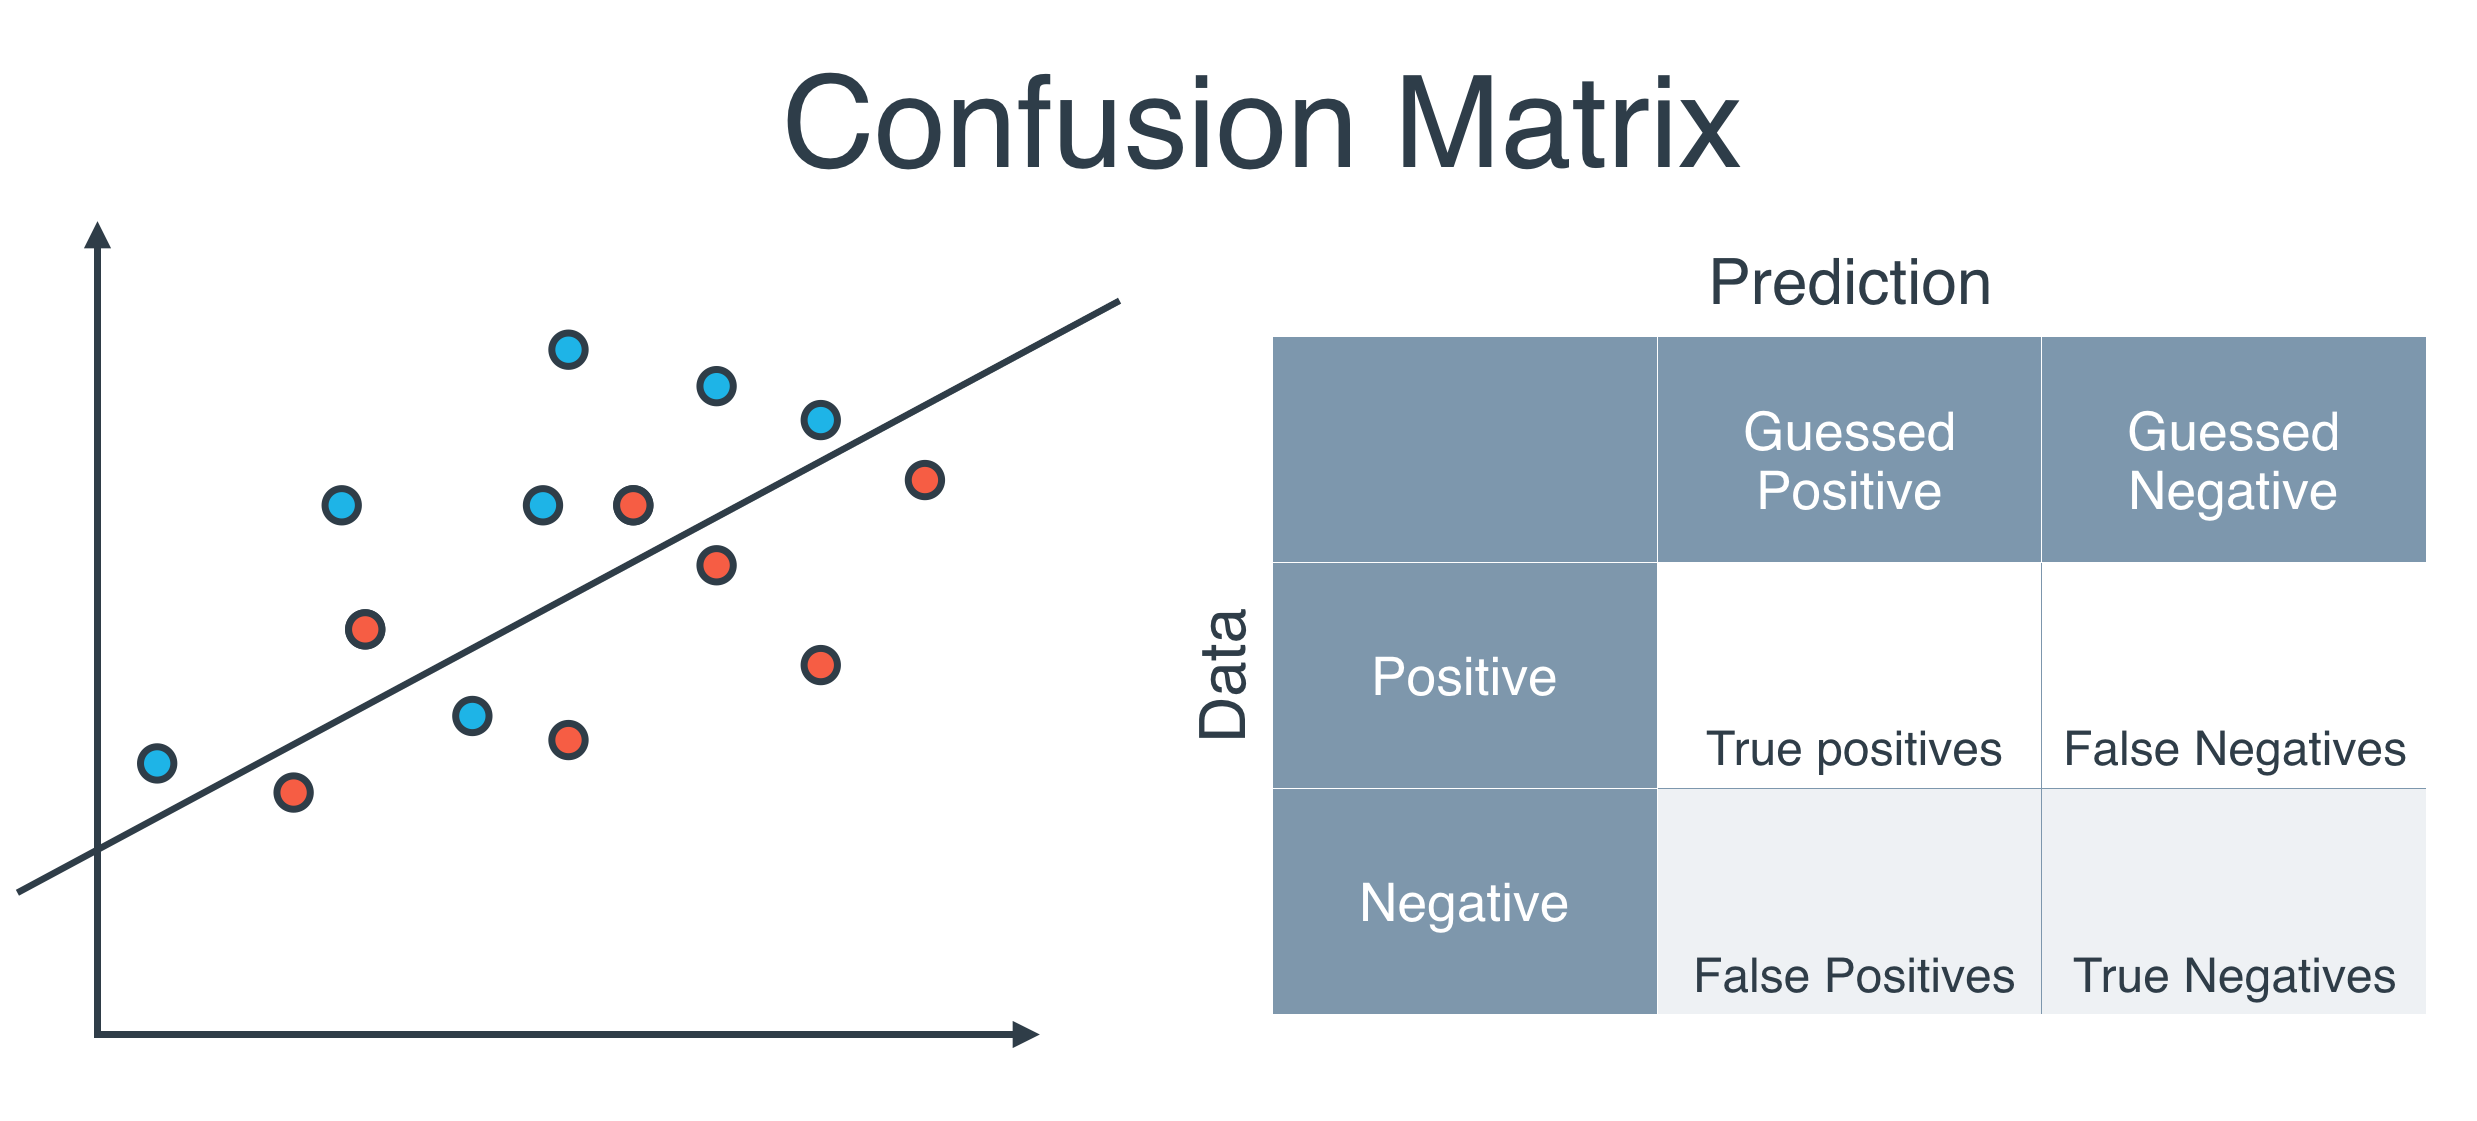 Confusion Matrix
Prediction
Guessed
Positive
Guessed
Negative
Data
Positive
True positives
False Negatives
Negative
False Positives
True Negatives